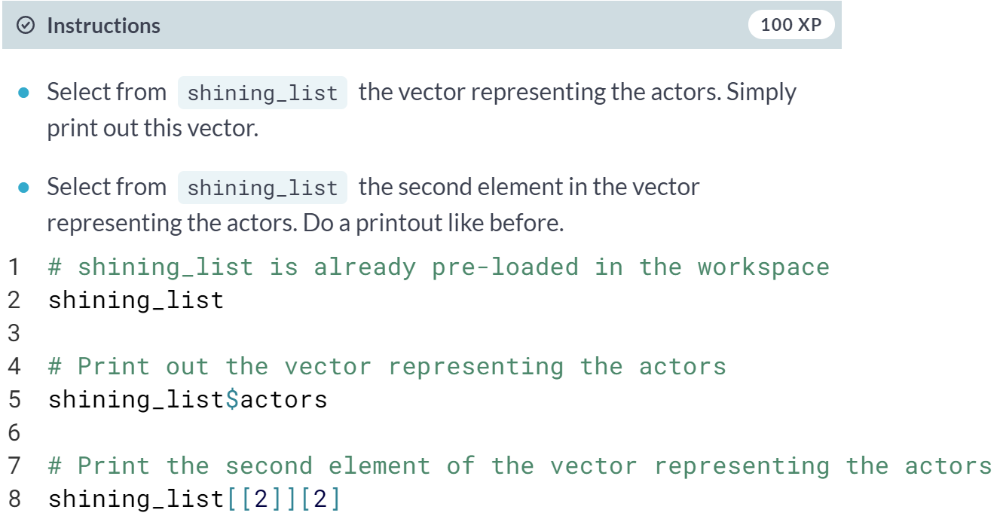 Instructions 100 XP
Select from shining_list the vector representing the actors. Simply
print out this vector.
Select from shining_list the second element in the vector
representing the actors. Do a printout like before.
1 # shining_list is already pre-loaded in the workspace
2 shining_list
3
4 # Print out the vector representing the actors
5 shining_list$actors
6
7 # Print the second element of the vector representing the actors
8 shining_list[[2]][2]